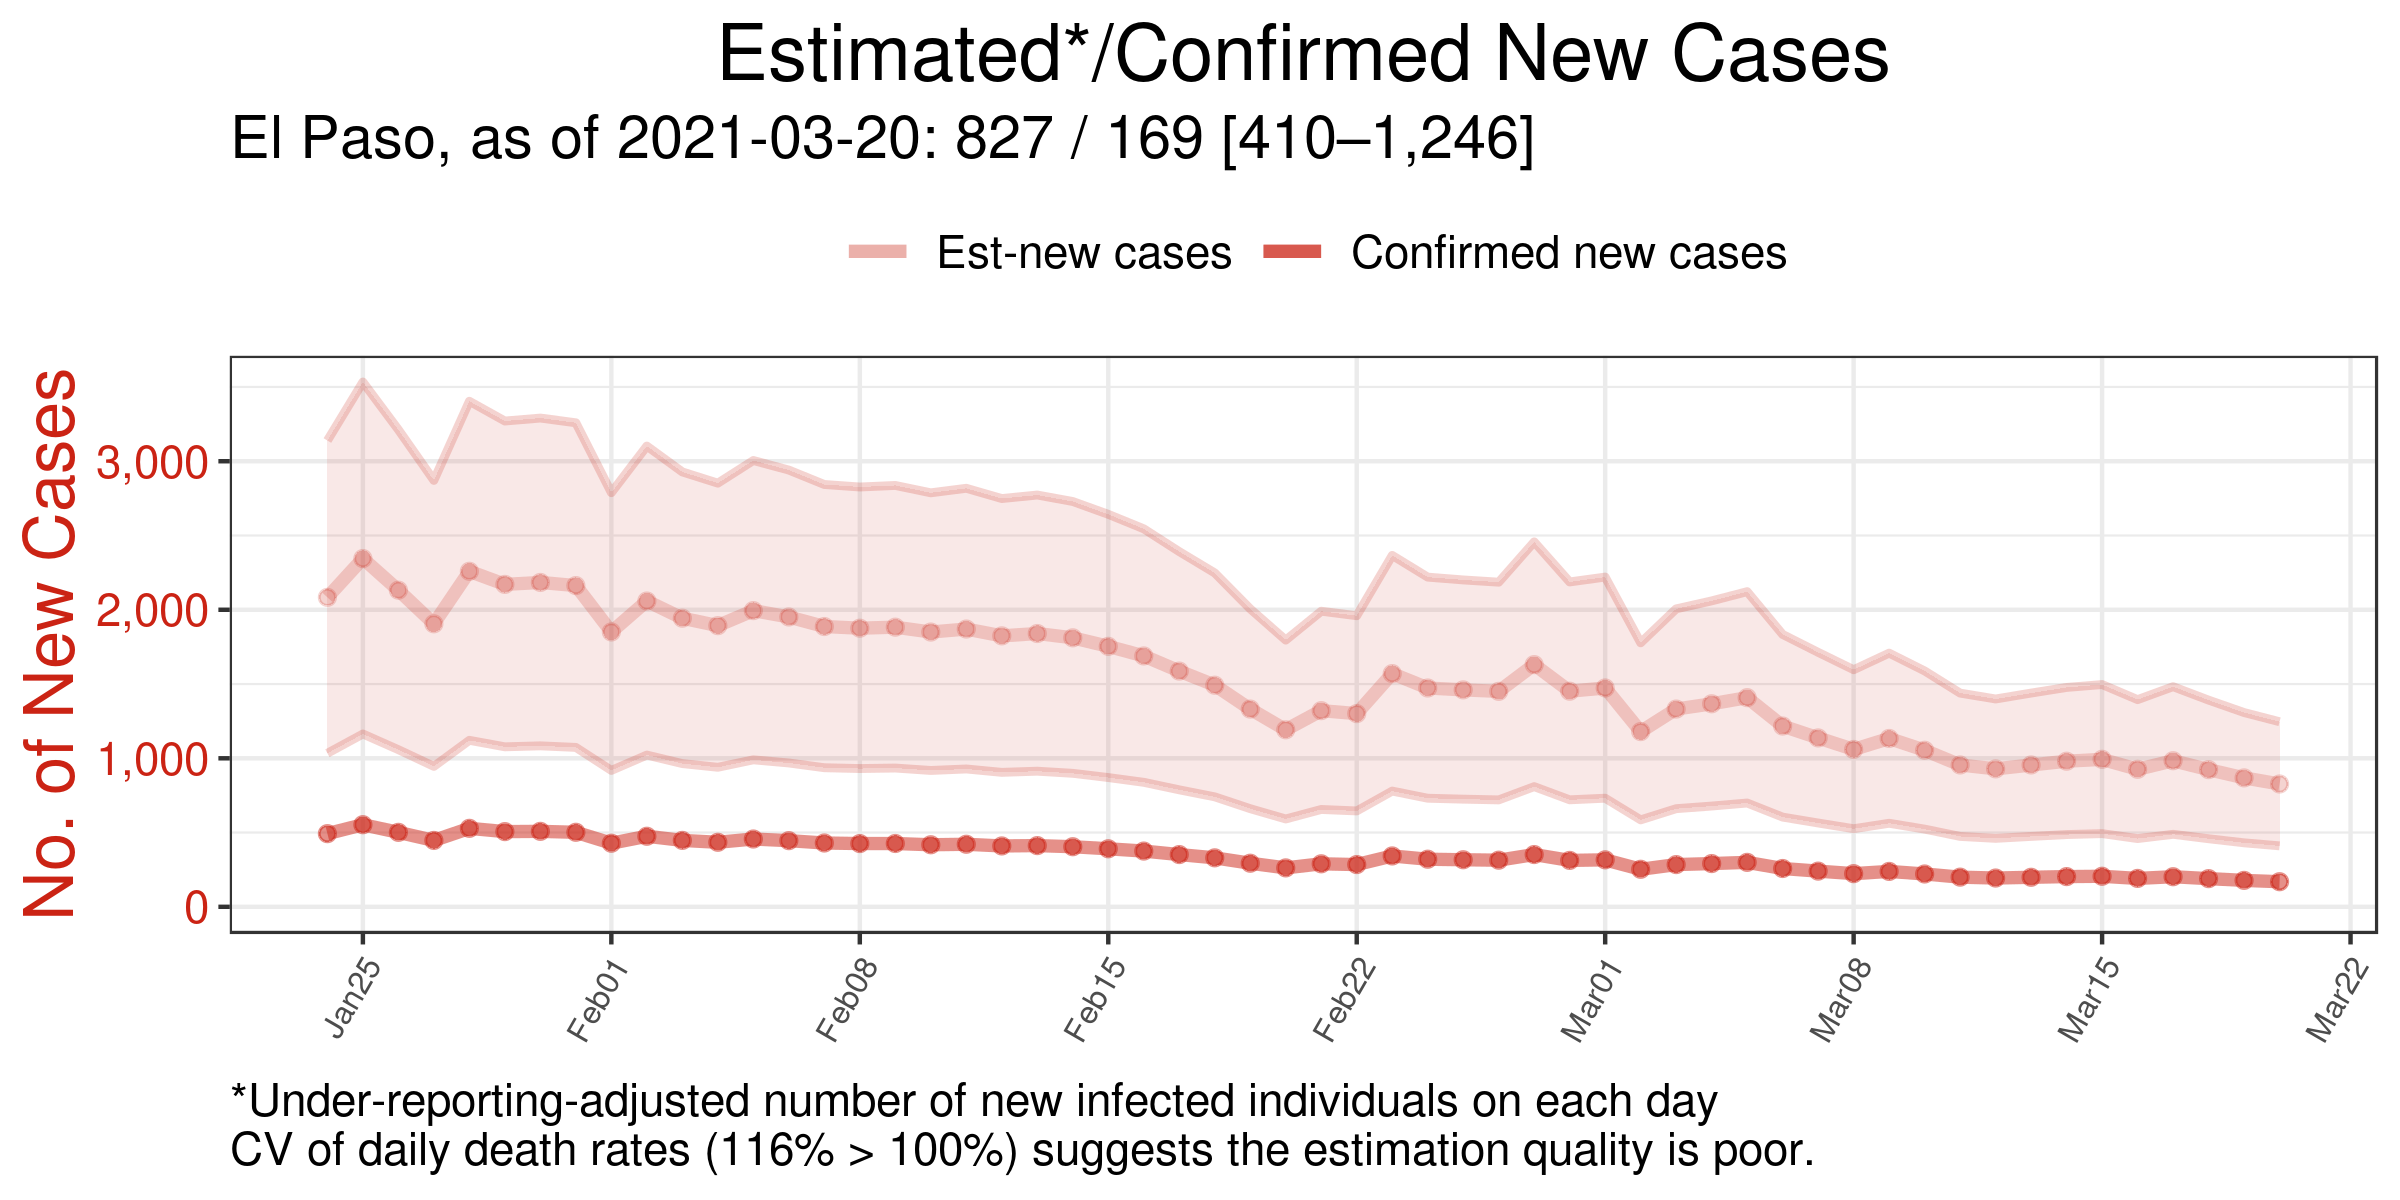 Estimated*/Confirmed New Cases
El Paso, as of 2021-03-20: 827 / 169 [410–1,246]
Est-new cases Confirmed new cases
No. of New Cases
3,000
2,000
1,000
0
Jan25 Feb01 Feb08 Feb15 Feb22 Mar01 Mar08 Mar15 Mar22
*Under-reporting-adjusted number of new infected individuals on each day
CV of daily death rates (116% > 100%) suggests the estimation quality is poor.